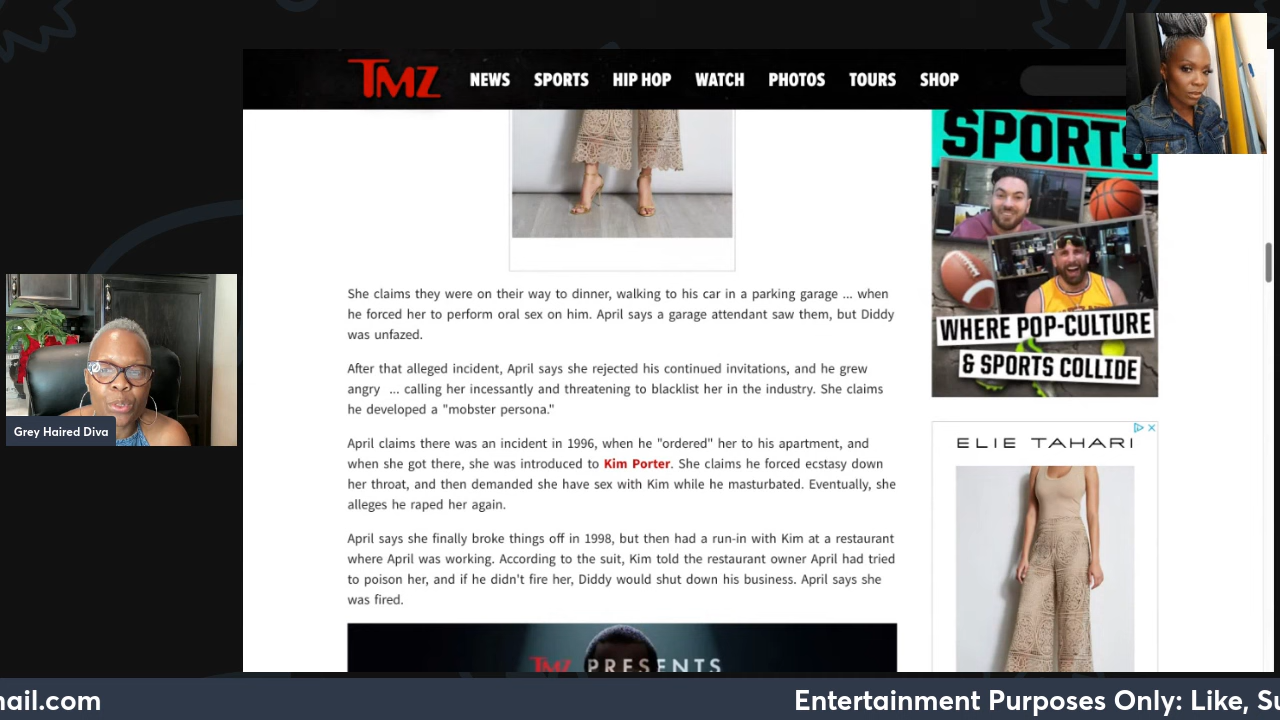 TMZ NEWS SPORTS HIP HOP WATCH PHOTOS TOURS SHOP
SPORTS
WHERE POP-CULTURE
& SPORTS COLLIDE
She claims they were on their way to dinner, walking to his car in a parking garage ... when
he forced her to perform oral sex on him. April says a garage attendant saw them, but Diddy
was unfazed.
After that alleged incident, April says she rejected his continued invitations, and he grew
angry ... calling her incessantly and threatening to blacklist her in the industry. She claims
he developed a "mobster persona."
April claims there was an incident in 1996, when he "ordered" her to his apartment, and
when she got there, she was introduced to Kim Porter. She claims he forced ecstasy down
her throat, and then demanded she have sex with Kim while he masturbated. Eventually, she
alleges he raped her again.
April says she finally broke things off in 1998, but then had a run-in with Kim at a restaurant
where April was working. According to the suit, Kim told the restaurant owner April had tried
to poison her, and if he didn't fire her, Diddy would shut down his business. April says she
was fired.
TMZ PRESENTS
ELIE TAHARI
Grey Haired Diva
mail.com Entertainment Purposes Only: Like, Su